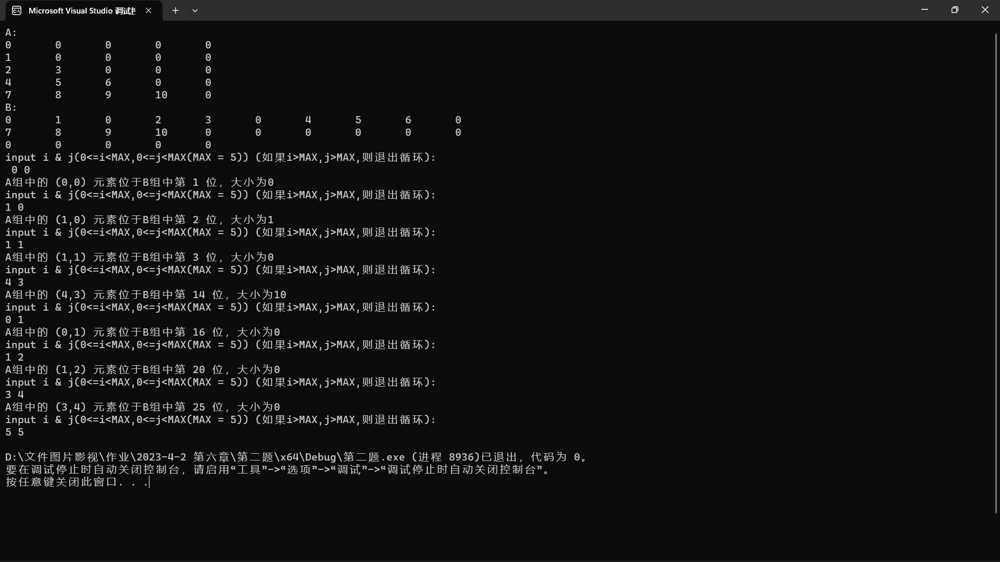 Microsoft Visual Studio 调试控
A:
0 0 0 0 0
1 0 0 0 0
2 3 0 0 0
4 5 6 0 0
7 8 9 10 0
B:
0 1 0 2 3 0 4 5 6 0
7 8 9 10 0 0 0 0 0 0
0 0 0 0 0
input i & j(0<=i<MAX,0<=j<MAX(MAX = 5)) (如果i>MAX,j>MAX,则退出循环):
0 0
A组中的 (0,0) 元素位于B组中第 1 位, 大小为0
input i & j(0<=i<MAX,0<=j<MAX(MAX = 5)) (如果i>MAX,j>MAX,则退出循环):
1 0
A组中的 (1,0) 元素位于B组中第 2 位, 大小为1
input i & j(0<=i<MAX,0<=j<MAX(MAX = 5)) (如果i>MAX,j>MAX,则退出循环):
1 1
A组中的 (1,1) 元素位于B组中第 3 位, 大小为0
input i & j(0<=i<MAX,0<=j<MAX(MAX = 5)) (如果i>MAX,j>MAX,则退出循环):
4 3
A组中的 (4,3) 元素位于B组中第 14 位, 大小为10
input i & j(0<=i<MAX,0<=j<MAX(MAX = 5)) (如果i>MAX,j>MAX,则退出循环):
0 1
A组中的 (0,1) 元素位于B组中第 16 位, 大小为0
input i & j(0<=i<MAX,0<=j<MAX(MAX = 5)) (如果i>MAX,j>MAX,则退出循环):
1 2
A组中的 (1,2) 元素位于B组中第 20 位, 大小为0
input i & j(0<=i<MAX,0<=j<MAX(MAX = 5)) (如果i>MAX,j>MAX,则退出循环):
3 4
A组中的 (3,4) 元素位于B组中第 25 位, 大小为0
input i & j(0<=i<MAX,0<=j<MAX(MAX = 5)) (如果i>MAX,j>MAX,则退出循环):
5 5
D:\文件图片影视\作业\2023-4-2 第六章\第二题\x64\Debug\第二题.exe (进程 8936)已退出, 代码为 0。
要在调试停止时自动关闭控制台, 请启用“工具”->“选项”->“调试”->“调试停止时自动关闭控制台”。
按任意键关闭此窗口. . .